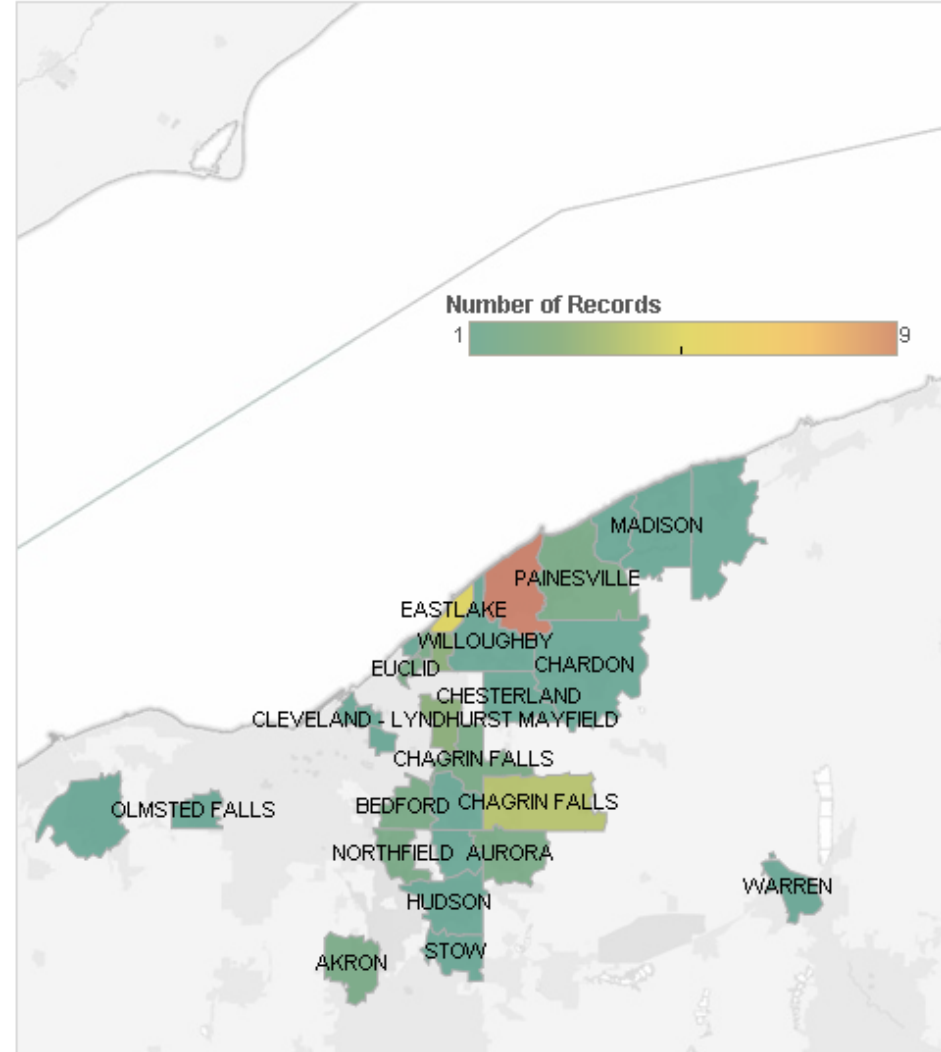 Number of Records
1
9
MADISON
PAINESVILLE
EASTLAKE
WILLOUGHBY
EUCLID
CHARDON
CHESTERLAND
CLEVELAND - LYNDHURST MAYFIELD
CHAGRIN FALLS
OLMSTED FALLS
BEDFORD
CHAGRIN FALLS
NORTHFIELD
AURORA
WARREN
HUDSON
STOW
AKRON